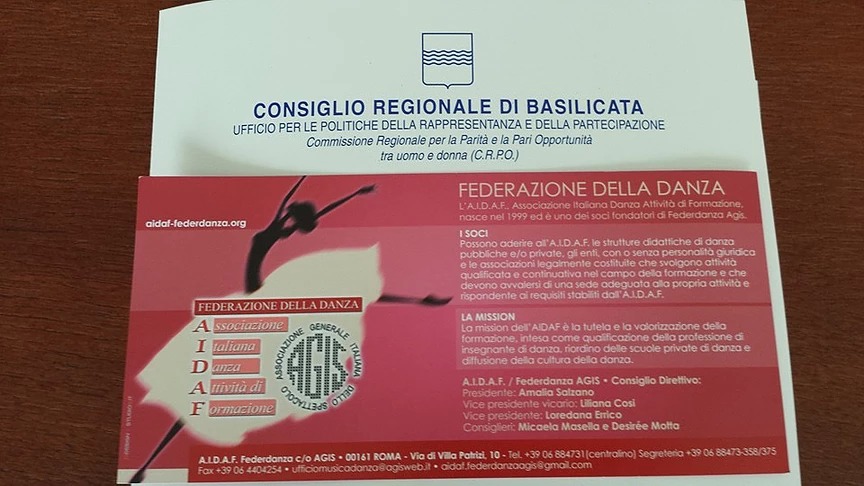 CONSIGLIO REGIONALE DI BASILICATA
UFFICIO PER LE POLITICHE DELLA RAPPRESENTANZA E DELLA PARTECIPAZIONE
Commissione Regionale per la Parità e la Pari Opportunità
tra uomo e donna (C.R.P.O.)
aidaf-federdanza.org
FEDERAZIONE DELLA DANZA
Associazione
Italiana
Danza
Attività di
Formazione
ASSOCIAZIONE GENERALE ITALIANA DELLO SPETTACOLO
AGIS
FEDERAZIONE DELLA DANZA
L'A.I.D.A.F., Associazione Italiana Danza Attività di Formazione,
nasce nel 1999 ed è uno dei soci fondatori di Federdanza Agis.
I SOCI
Possono aderire all'A.I.D.A.F. le strutture didattiche di danza
pubbliche e/o private, gli enti, con o senza personalità giuridica
e le associazioni legalmente costituite che svolgono attività
qualificata e continuativa nel campo della formazione e che
devono avvalersi di una sede adeguata alla propria attività e
rispondente ai requisiti stabiliti dall'A.I.D.A.F.
LA MISSION
La mission dell'AIDAF è la tutela e la valorizzazione della
formazione, intesa come qualificazione della professione di
insegnante di danza, riordino delle scuole private di danza e
diffusione della cultura della danza.
A.I.D.A.F. / Federdanza AGIS • Consiglio Direttivo:
Presidente: Amalia Salzano
Vice presidente vicario: Liliana Cosi
Vice presidente: Loredana Errico
Consiglieri: Micaela Masella e Desirée Motta
A.I.D.A.F. Federdanza c/o AGIS • 00161 ROMA - Via di Villa Patrizi, 10 - Tel. +39 06 884731(centralino) Segreteria +39 06 88473-358/375
Fax +39 06 4404254 • ufficiomusicadanza@agisweb.it • aidaf.federdanzaagis@gmail.com